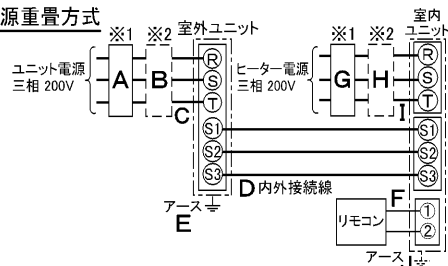 源重畳方式
※1 ※2 室外ユニット
ユニット電源
三相 200V
A
B
C
R
S
T
S1
S2
S3
アース
E
D 内外接続線
※1 ※2 室内
ユニット
ヒーター電源
三相 200V
G
H
I
R
S
T
S1
S2
S3
リモコン
F
①
②
アース